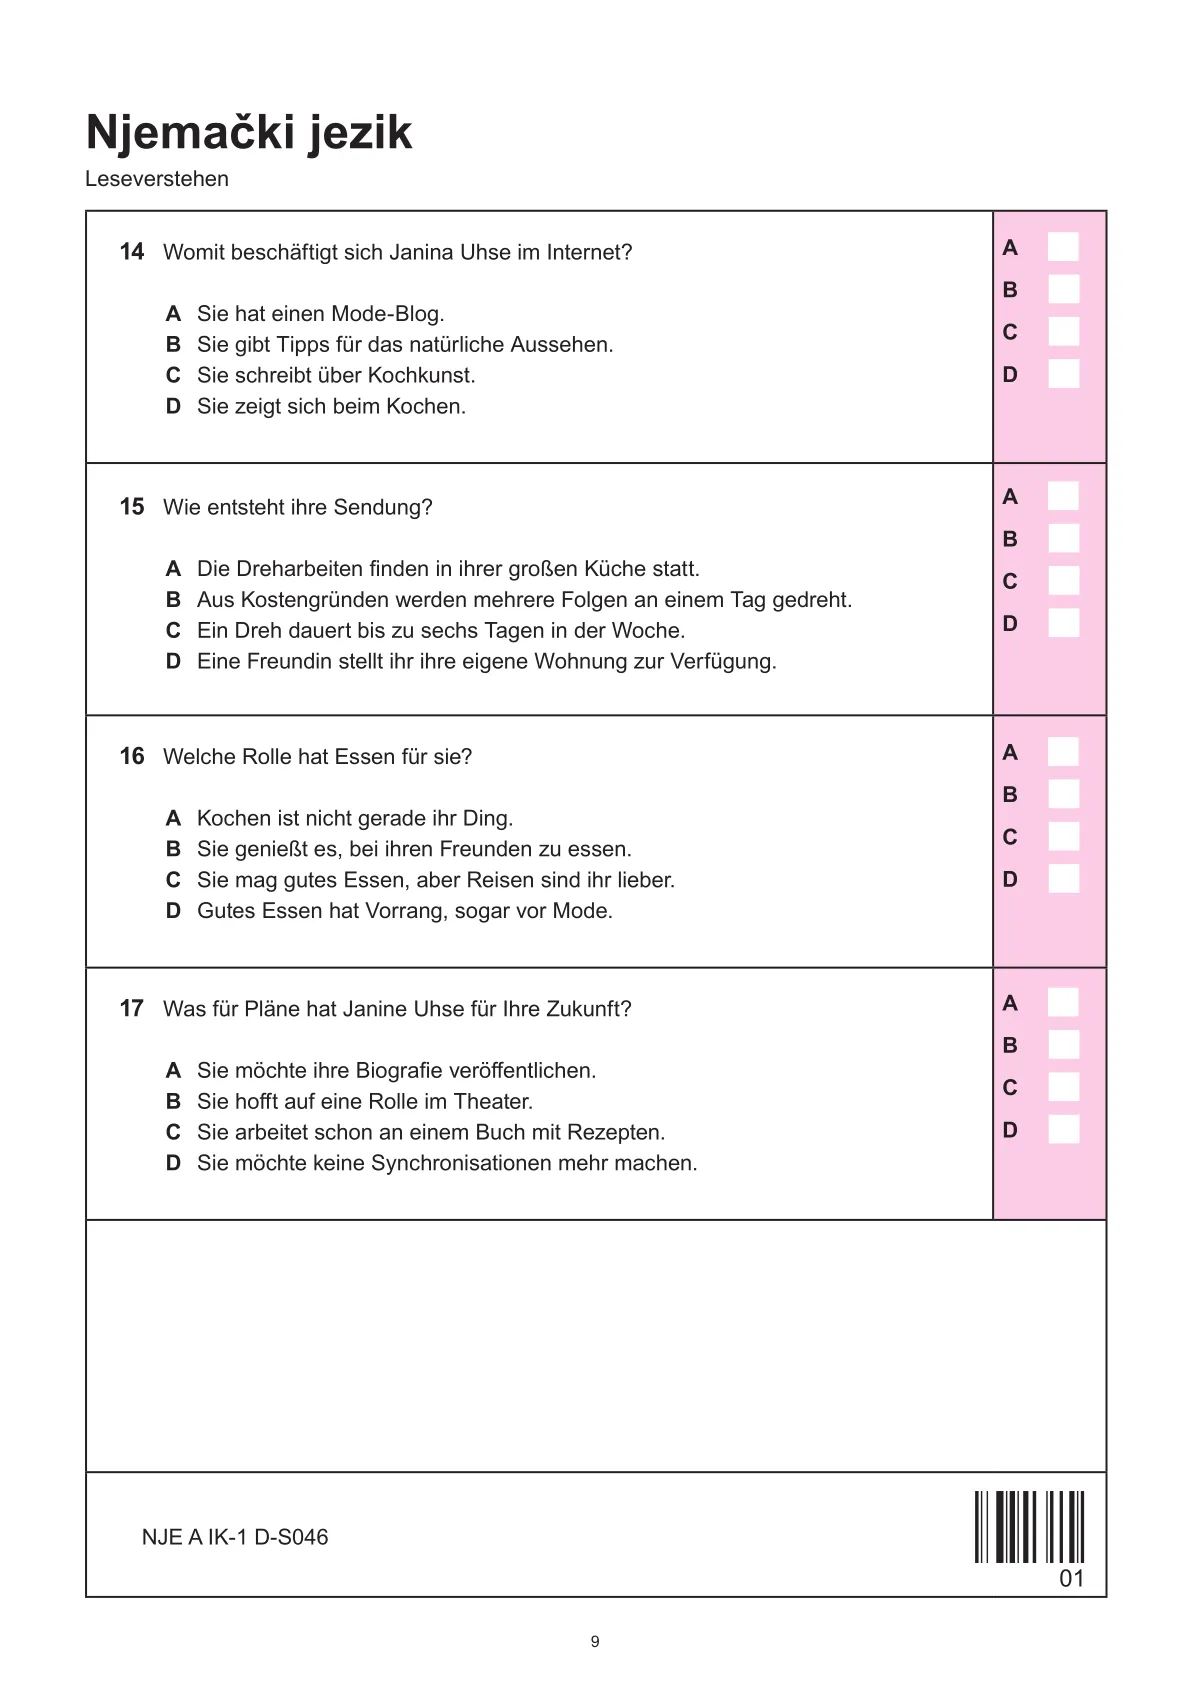 Njemački jezik
Leseverstehen
14 Womit beschäftigt sich Janina Uhse im Internet?
A Sie hat einen Mode-Blog.
B Sie gibt Tipps für das natürliche Aussehen.
C Sie schreibt über Kochkunst.
D Sie zeigt sich beim Kochen.
A
B
C
D
15 Wie entsteht ihre Sendung?
A Die Dreharbeiten finden in ihrer großen Küche statt.
B Aus Kostengründen werden mehrere Folgen an einem Tag gedreht.
C Ein Dreh dauert bis zu sechs Tagen in der Woche.
D Eine Freundin stellt ihr ihre eigene Wohnung zur Verfügung.
A
B
C
D
16 Welche Rolle hat Essen für sie?
A Kochen ist nicht gerade ihr Ding.
B Sie genießt es, bei ihren Freunden zu essen.
C Sie mag gutes Essen, aber Reisen sind ihr lieber.
D Gutes Essen hat Vorrang, sogar vor Mode.
A
B
C
D
17 Was für Pläne hat Janine Uhse für Ihre Zukunft?
A Sie möchte ihre Biografie veröffentlichen.
B Sie hofft auf eine Rolle im Theater.
C Sie arbeitet schon an einem Buch mit Rezepten.
D Sie möchte keine Synchronisationen mehr machen.
A
B
C
D
NJE A IK-1 D-S046
01
9